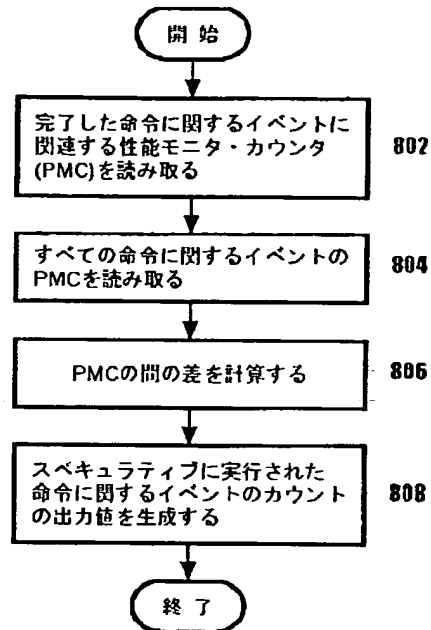 開始
完了した命令に関するイベントに
関連する性能モニタ・カウンタ
(PMC)を読み取る
802
すべての命令に関するイベントの
PMCを読み取る
804
PMCの間の差を計算する
806
スペキュラティブに実行された
命令に関するイベントのカウント
の出力値を生成する
808
終了